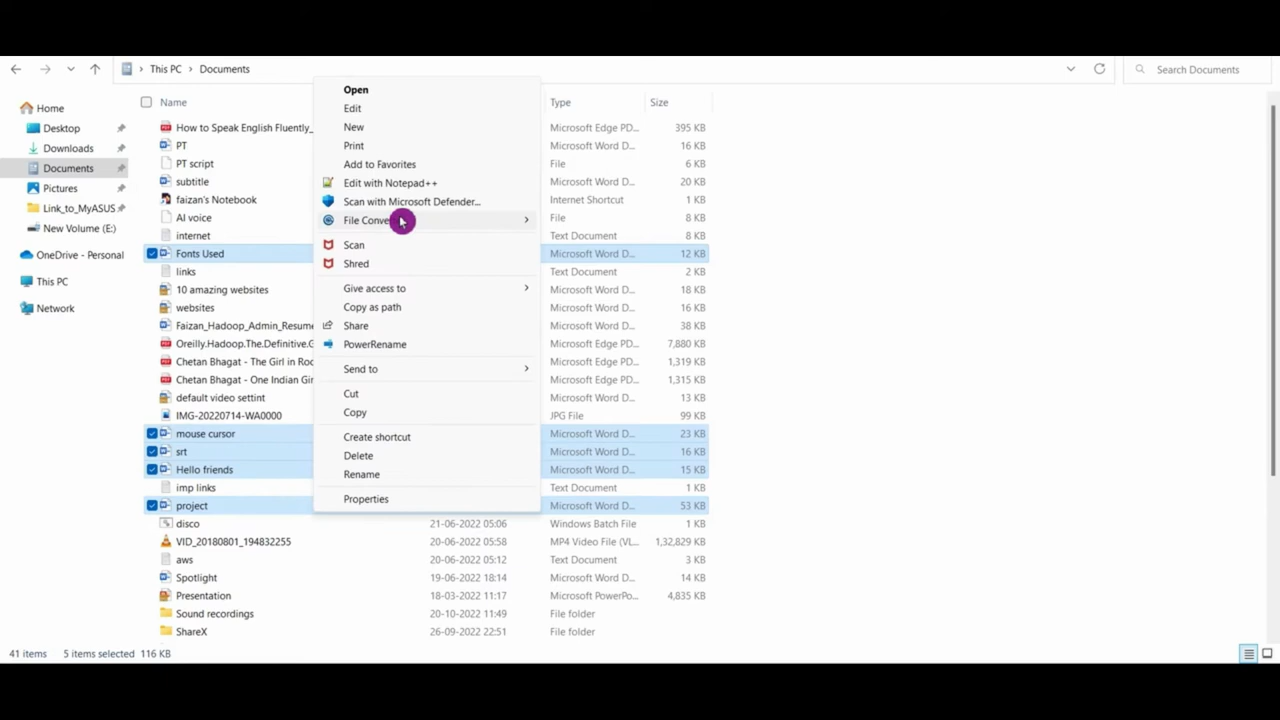 This PC > Documents
Search Documents
Home
Desktop
Downloads
Documents
Pictures
Link_to_MyASUS
New Volume (E:)
OneDrive - Personal
This PC
Network
Name Type Size
How to Speak English Fluently_ Microsoft Edge PD... 395 KB
PT Microsoft Word D... 16 KB
PT script File 6 KB
subtitle Microsoft Word D... 20 KB
faizan's Notebook Internet Shortcut 1 KB
AI voice File 8 KB
internet Text Document 8 KB
Fonts Used Microsoft Word D... 12 KB
links Text Document 2 KB
10 amazing websites Microsoft Word D... 18 KB
websites Microsoft Word D... 16 KB
Faizan_Hadoop_Admin_Resume Microsoft Word D... 38 KB
Oreilly.Hadoop.The.Definitive.G Microsoft Edge PD... 7,880 KB
Chetan Bhagat - The Girl in Roo Microsoft Edge PD... 1,319 KB
Chetan Bhagat - One Indian Girl Microsoft Edge PD... 1,315 KB
default video settint Microsoft Word D... 20 KB
IMG-20220714-WA0000 JPG File 99 KB
mouse cursor Microsoft Word D... 23 KB
srt Microsoft Word D... 16 KB
Hello friends Microsoft Word D... 15 KB
imp links Text Document 1 KB
project Microsoft Word D... 53 KB
disco 21-06-2022 05:06 Windows Batch File 1 KB
VID_20180801_194832255 20-06-2022 05:58 MP4 Video File (VL... 1,32,829 KB
aws 20-06-2022 05:12 Text Document 3 KB
Spotlight 19-06-2022 18:14 Microsoft Word D... 14 KB
Presentation 18-03-2022 11:17 Microsoft PowerPo... 4,835 KB
Sound recordings 20-10-2022 11:49 File folder
ShareX 26-09-2022 22:51 File folder
Open
Edit
New
Print
Add to Favorites
Edit with Notepad++
Scan with Microsoft Defender...
File Conve
Scan
Shred
Give access to
Copy as path
Share
PowerRename
Send to
Cut
Copy
Create shortcut
Delete
Rename
Properties
41 items 5 items selected 116 KB